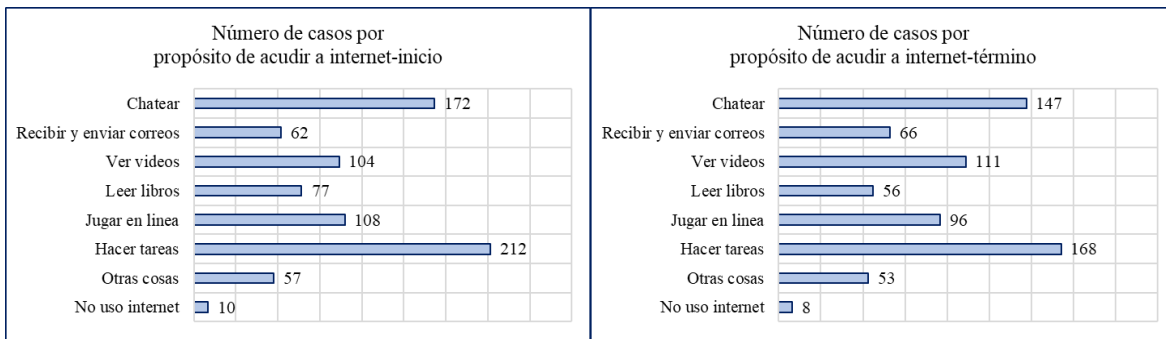 Número de casos por
propósito de acudir a internet-inicio
Chatear 172
Recibir y enviar correos 62
Ver videos 104
Leer libros 77
Jugar en linea 108
Hacer tareas 212
Otras cosas 57
No uso internet 10
Número de casos por
propósito de acudir a internet-término
Chatear 147
Recibir y enviar correos 66
Ver videos 111
Leer libros 56
Jugar en linea 96
Hacer tareas 168
Otras cosas 53
No uso internet 8